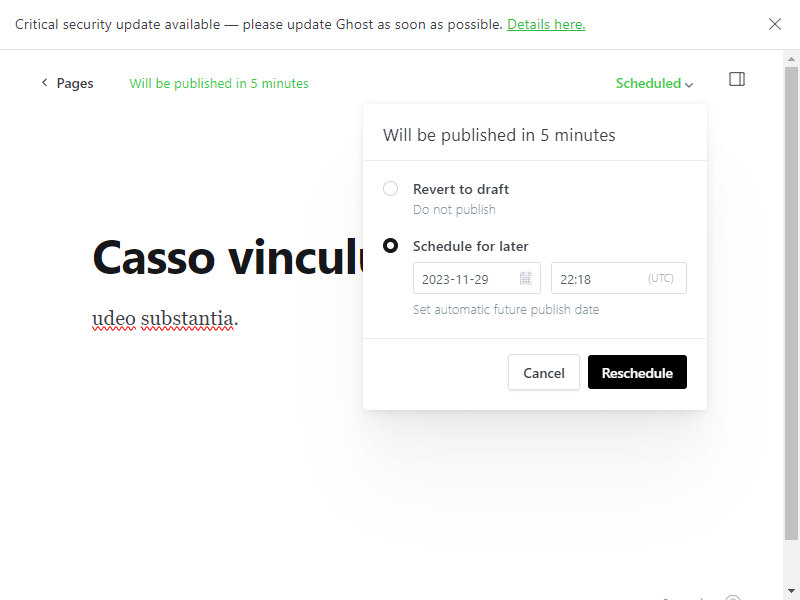 Critical security update available — please update Ghost as soon as possible. Details here.
Pages
Will be published in 5 minutes
Scheduled
Will be published in 5 minutes
Revert to draft
Do not publish
Casso
Schedule for later
2023-11-29
22:18
(UTC)
udeo substantia.
Set automatic future publish date
Cancel
Reschedule